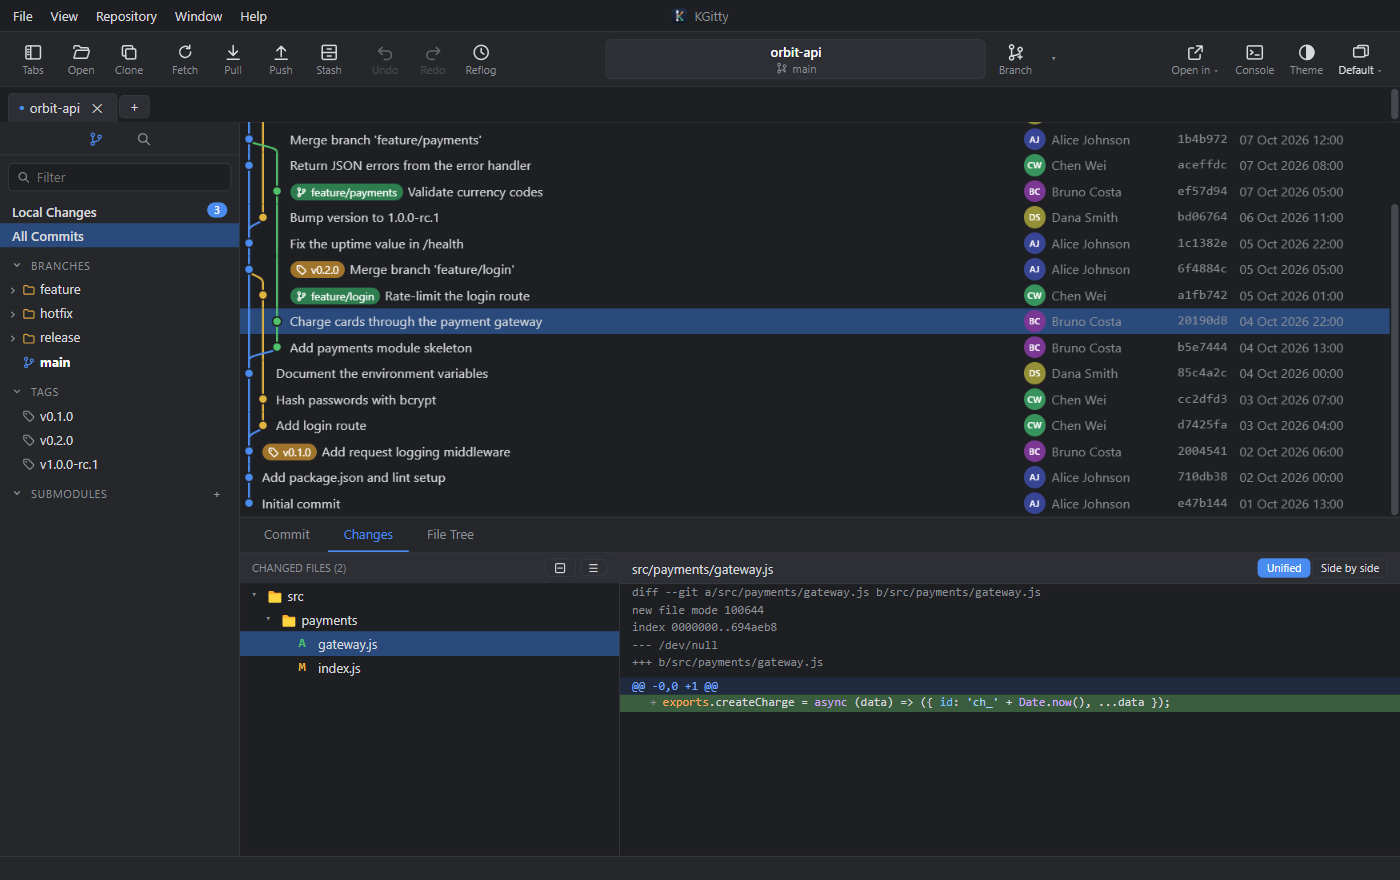 File View Repository Window Help KGitty
Tabs Open Clone Fetch Pull Push Stash Undo Redo Reflog
orbit-api
main
Branch Open in Console Theme Default
orbit-api
Filter
Local Changes 3
All Commits
BRANCHES
feature
hotfix
release
main
TAGS
v0.1.0
v0.2.0
v1.0.0-rc.1
SUBMODULES +
Merge branch 'feature/payments' AJ Alice Johnson 1b4b972 07 Oct 2026 12:00
Return JSON errors from the error handler CW Chen Wei aceffdc 07 Oct 2026 08:00
feature/payments Validate currency codes BC Bruno Costa ef57d94 07 Oct 2026 05:00
Bump version to 1.0.0-rc.1 DS Dana Smith bd06764 06 Oct 2026 11:00
Fix the uptime value in /health AJ Alice Johnson 1c1382e 05 Oct 2026 22:00
v0.2.0 Merge branch 'feature/login' AJ Alice Johnson 6f4884c 05 Oct 2026 05:00
feature/login Rate-limit the login route CW Chen Wei a1fb742 05 Oct 2026 01:00
Charge cards through the payment gateway BC Bruno Costa 20190d8 04 Oct 2026 22:00
Add payments module skeleton BC Bruno Costa b5e7444 04 Oct 2026 13:00
Document the environment variables DS Dana Smith 85c4a2c 04 Oct 2026 00:00
Hash passwords with bcrypt CW Chen Wei cc2dfd3 03 Oct 2026 07:00
Add login route CW Chen Wei d7425fa 03 Oct 2026 04:00
v0.1.0 Add request logging middleware BC Bruno Costa 2004541 02 Oct 2026 06:00
Add package.json and lint setup AJ Alice Johnson 710db38 02 Oct 2026 00:00
Initial commit AJ Alice Johnson e47b144 01 Oct 2026 13:00
Commit Changes File Tree
CHANGED FILES (2)
src
payments
A gateway.js
M index.js
src/payments/gateway.js Unified Side by side
diff --git a/src/payments/gateway.js b/src/payments/gateway.js
new file mode 100644
index 0000000..694aeb8
--- /dev/null
+++ b/src/payments/gateway.js
@@ -0,0 +1 @@
+ exports.createCharge = async (data) => ({ id: 'ch_' + Date.now(), ...data });